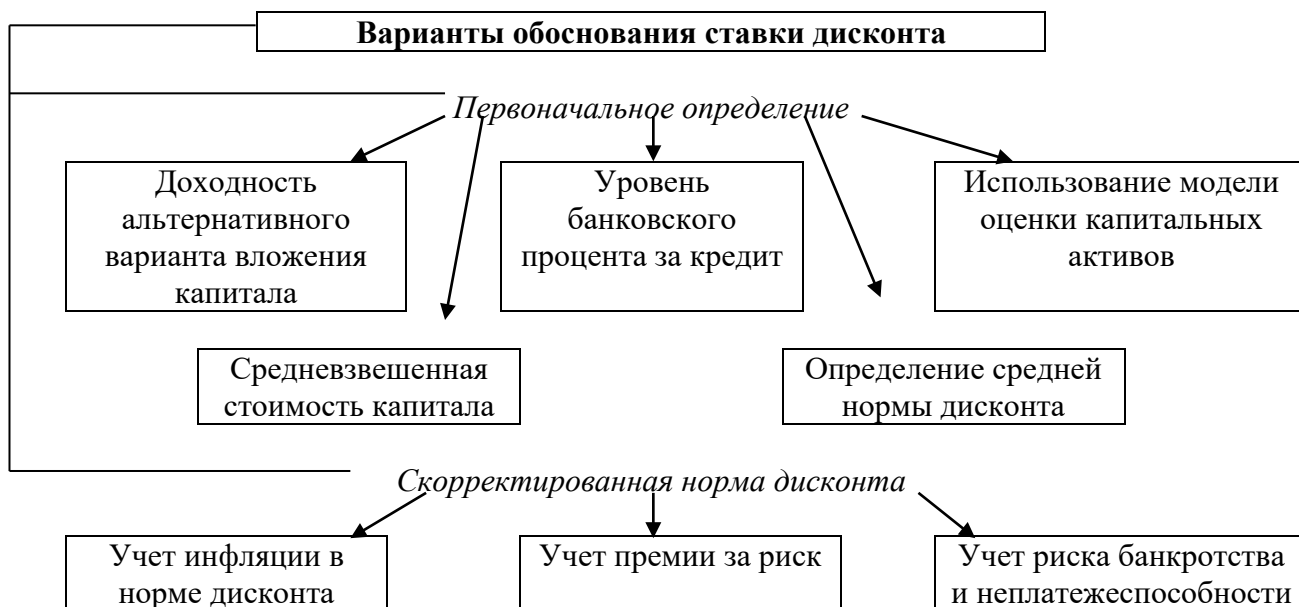 Варианты обоснования ставки дисконта
Первоначальное определение
Доходность
альтернативного
варианта вложения
капитала
Уровень
банковского
процента за кредит
Использование модели
оценки капитальных
активов
Средневзвешенная
стоимость капитала
Определение средней
нормы дисконта
Скорректированная норма дисконта
Учет инфляции в
норме дисконта
Учет премии за риск
Учет риска банкротства
и неплатежеспособности